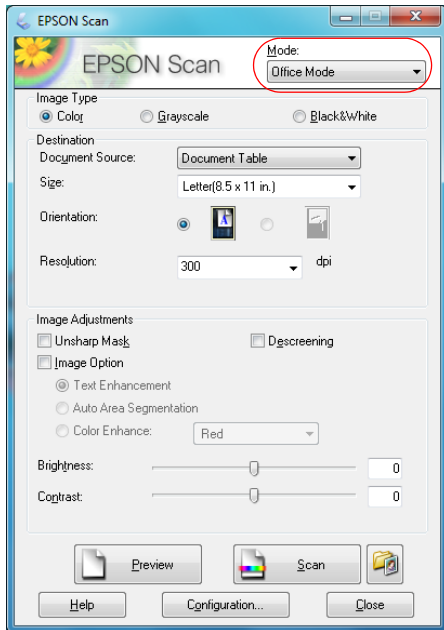 EPSON Scan
EPSON Scan
Mode:
Office Mode
Image Type
Color Grayscale Black&White
Destination
Document Source: Document Table
Size: Letter(8.5 x 11 in.)
Orientation:
Resolution: 300 dpi
Image Adjustments
Unsharp Mask Descreening
Image Option
Text Enhancement
Auto Area Segmentation
Color Enhance: Red
Brightness: 0
Contrast: 0
Preview Scan
Help Configuration... Close